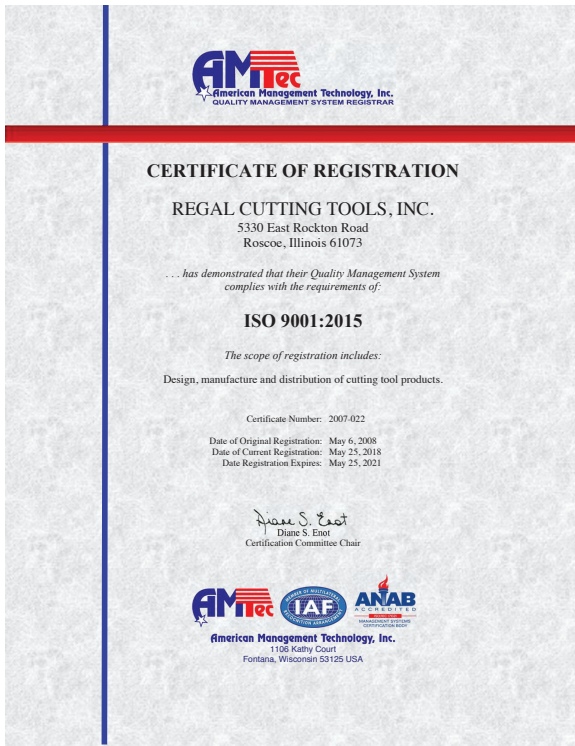 AMTec
American Management Technology, Inc.
QUALITY MANAGEMENT SYSTEM REGISTRAR
CERTIFICATE OF REGISTRATION
REGAL CUTTING TOOLS, INC.
5330 East Rockton Road
Roscoe, Illinois 61073
. . . has demonstrated that their Quality Management System
complies with the requirements of:
ISO 9001:2015
The scope of registration includes:
Design, manufacture and distribution of cutting tool products.
Certificate Number: 2007-022
Date of Original Registration: May 6, 2008
Date of Current Registration: May 25, 2018
Date Registration Expires: May 25, 2021
Diane S. Enot
Diane S. Enot
Certification Committee Chair
AMTec
MEMBER OF MULTILATERAL
IAF
RECOGNITION ARRANGEMENT
ANAB
ACCREDITED
MANAGEMENT SYSTEMS
CERTIFICATION BODY
American Management Technology, Inc.
1106 Kathy Court
Fontana, Wisconsin 53125 USA